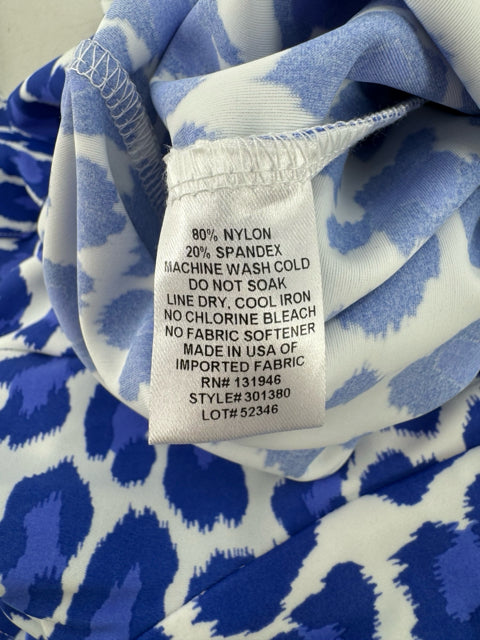 80% NYLON
20% SPANDEX
MACHINE WASH COLD
DO NOT SOAK
LINE DRY, COOL IRON
NO CHLORINE BLEACH
NO FABRIC SOFTENER
MADE IN USA OF
IMPORTED FABRIC
RN# 131946
STYLE# 301380
LOT# 52346